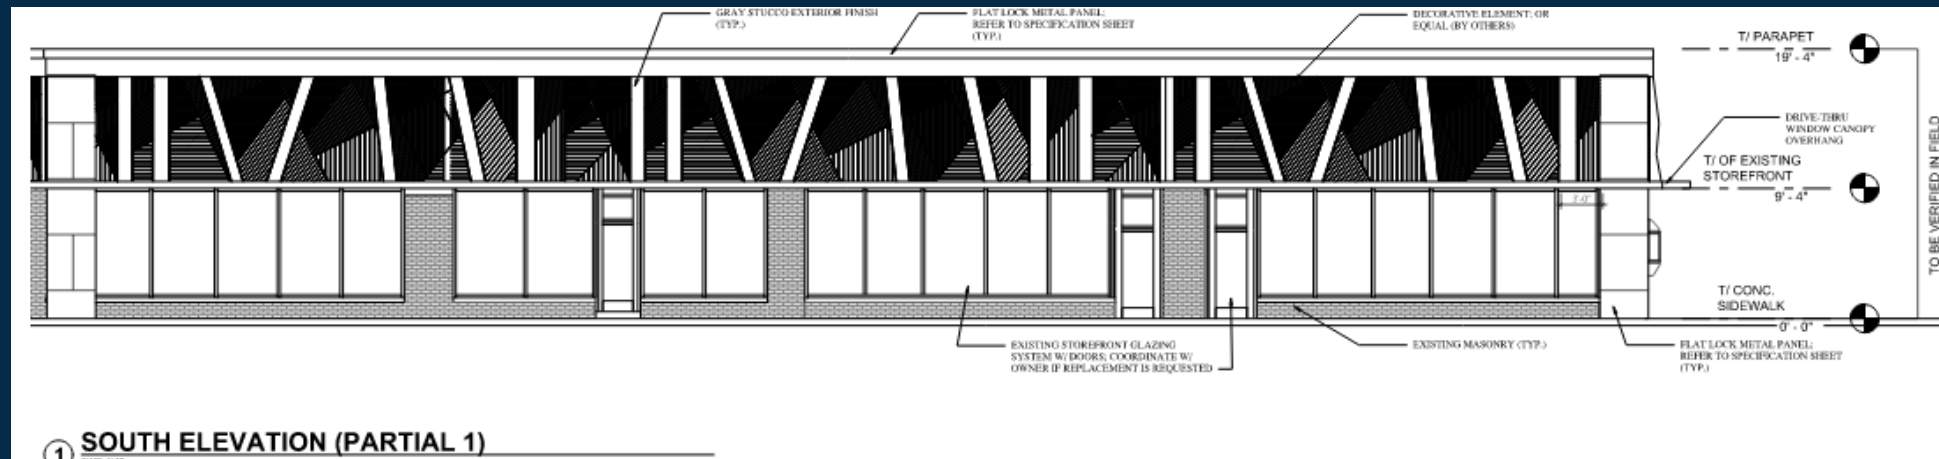 GRAY STUCCO EXTERIOR FINISH
(TYP.)
FLAT LOCK METAL PANEL;
REFER TO SPECIFICATION SHEET
(TYP.)
DECORATIVE ELEMENT; OR
EQUAL (BY OTHERS)
T/ PARAPET
19' - 4"
DRIVE-THRU
WINDOW CANOPY
OVERHANG
T/ OF EXISTING
STOREFRONT
9' - 4"
3'-0"
TO BE VERIFIED IN FIELD
T/ CONC.
SIDEWALK
0' - 0"
EXISTING STOREFRONT GLAZING
SYSTEM W/ DOORS; COORDINATE W/
OWNER IF REPLACEMENT IS REQUESTED
EXISTING MASONRY (TYP.)
FLAT LOCK METAL PANEL;
REFER TO SPECIFICATION SHEET
(TYP.)
1 SOUTH ELEVATION (PARTIAL 1)